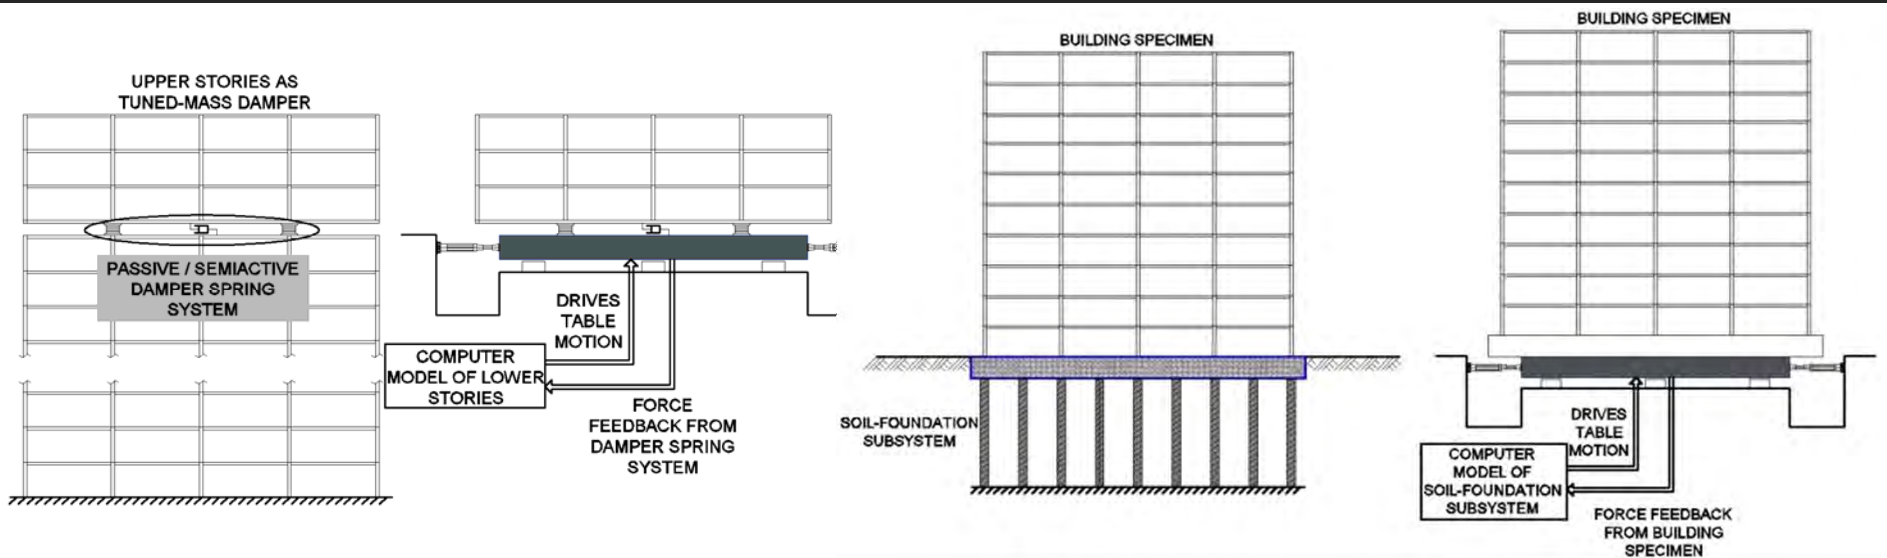 UPPER STORIES AS
TUNED-MASS DAMPER
PASSIVE / SEMIACTIVE
DAMPER SPRING
SYSTEM
DRIVES
TABLE
MOTION
COMPUTER
MODEL OF LOWER
STORIES
FORCE
FEEDBACK FROM
DAMPER SPRING
SYSTEM
BUILDING SPECIMEN
SOIL-FOUNDATION
SUBSYSTEM
BUILDING SPECIMEN
DRIVES
TABLE
MOTION
COMPUTER
MODEL OF
SOIL-FOUNDATION
SUBSYSTEM
FORCE FEEDBACK
FROM BUILDING
SPECIMEN